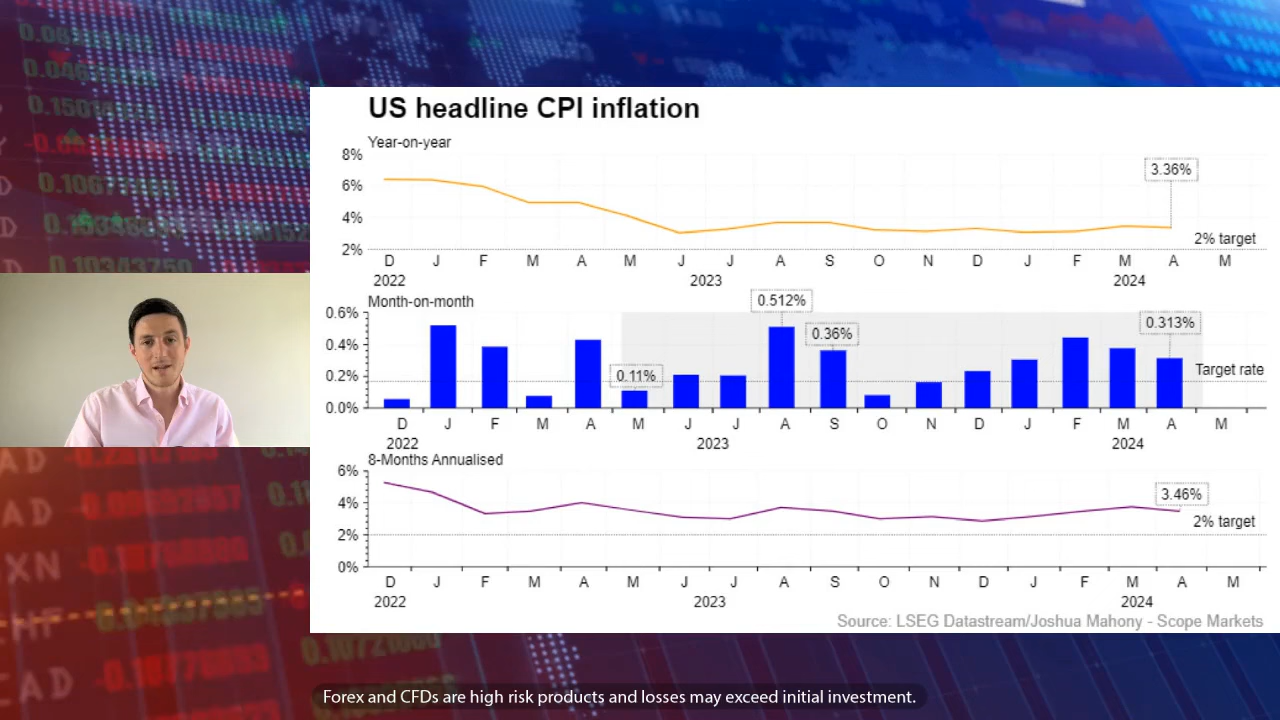 US headline CPI inflation
Year-on-year
8%
6%
4%
2%
3.36%
2% target
D J F M A M J J A S O N D J F M A M
2022 2023 2024
Month-on-month
0.6%
0.4%
0.2%
0.0%
0.11%
0.512%
0.36%
0.313%
Target rate
D J F M A M J J A S O N D J F M A M
2022 2023 2024
8-Months Annualised
6%
4%
2%
0%
3.46%
2% target
D J F M A M J J A S O N D J F M A M
2022 2023 2024
Source: LSEG Datastream/Joshua Mahony - Scope Markets
Forex and CFDs are high risk products and losses may exceed initial investment.